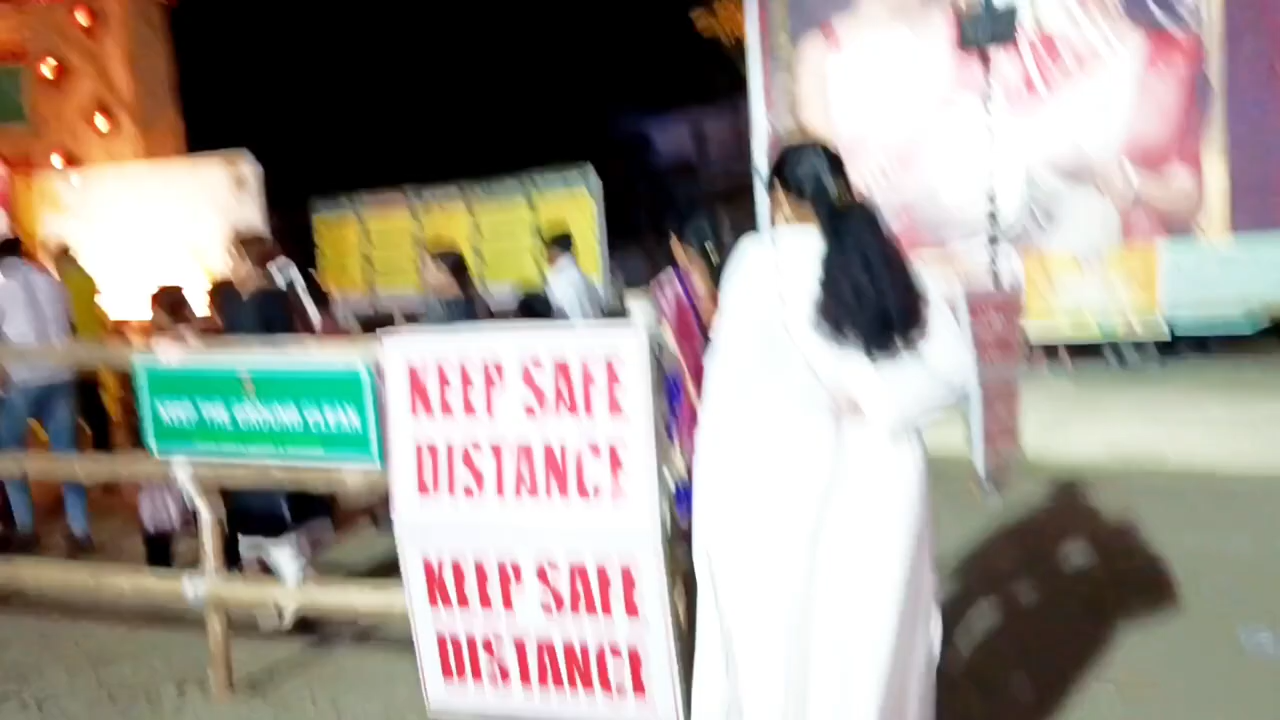 KEEP THE GROUND CLEAN
KEEP SAFE
DISTANCE
KEEP SAFE
DISTANCE